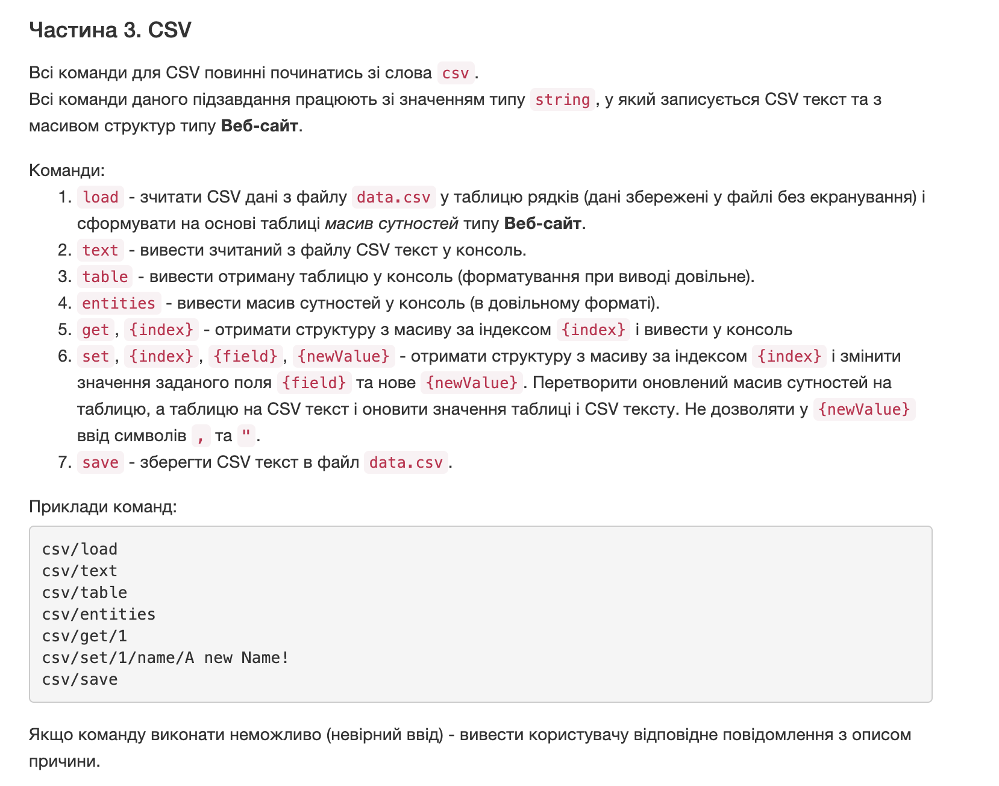 Частина 3. CSV
Всі команди для CSV повинні починатись зі слова csv.
Всі команди даного підзавдання працюють зі значенням типу string, у який записується CSV текст та з
масивом структур типу Веб-сайт.
Команди:
1. load - зчитати CSV дані з файлу data.csv у таблицю рядків (дані збережені у файлі без екранування) і
сформувати на основі таблиці масив сутностей типу Веб-сайт.
2. text - вивести зчитаний з файлу CSV текст у консоль.
3. table - вивести отриману таблицю у консоль (форматування при виводі довільне).
4. entities - вивести масив сутностей у консоль (в довільному форматі).
5. get, {index} - отримати структуру з масиву за індексом {index} і вивести у консоль
6. set, {index}, {field}, {newValue} - отримати структуру з масиву за індексом {index} і змінити
значення заданого поля {field} та нове {newValue}. Перетворити оновлений масив сутностей на
таблицю, а таблицю на CSV текст і оновити значення таблиці і CSV тексту. Не дозволяти у {newValue}
ввід символів , та ".
7. save - зберегти CSV текст в файл data.csv.
Приклади команд:
csv/load
csv/text
csv/table
csv/entities
csv/get/1
csv/set/1/name/A new Name!
csv/save
Якщо команду виконати неможливо (невірний ввід) - вивести користувачу відповідне повідомлення з описом
причини.